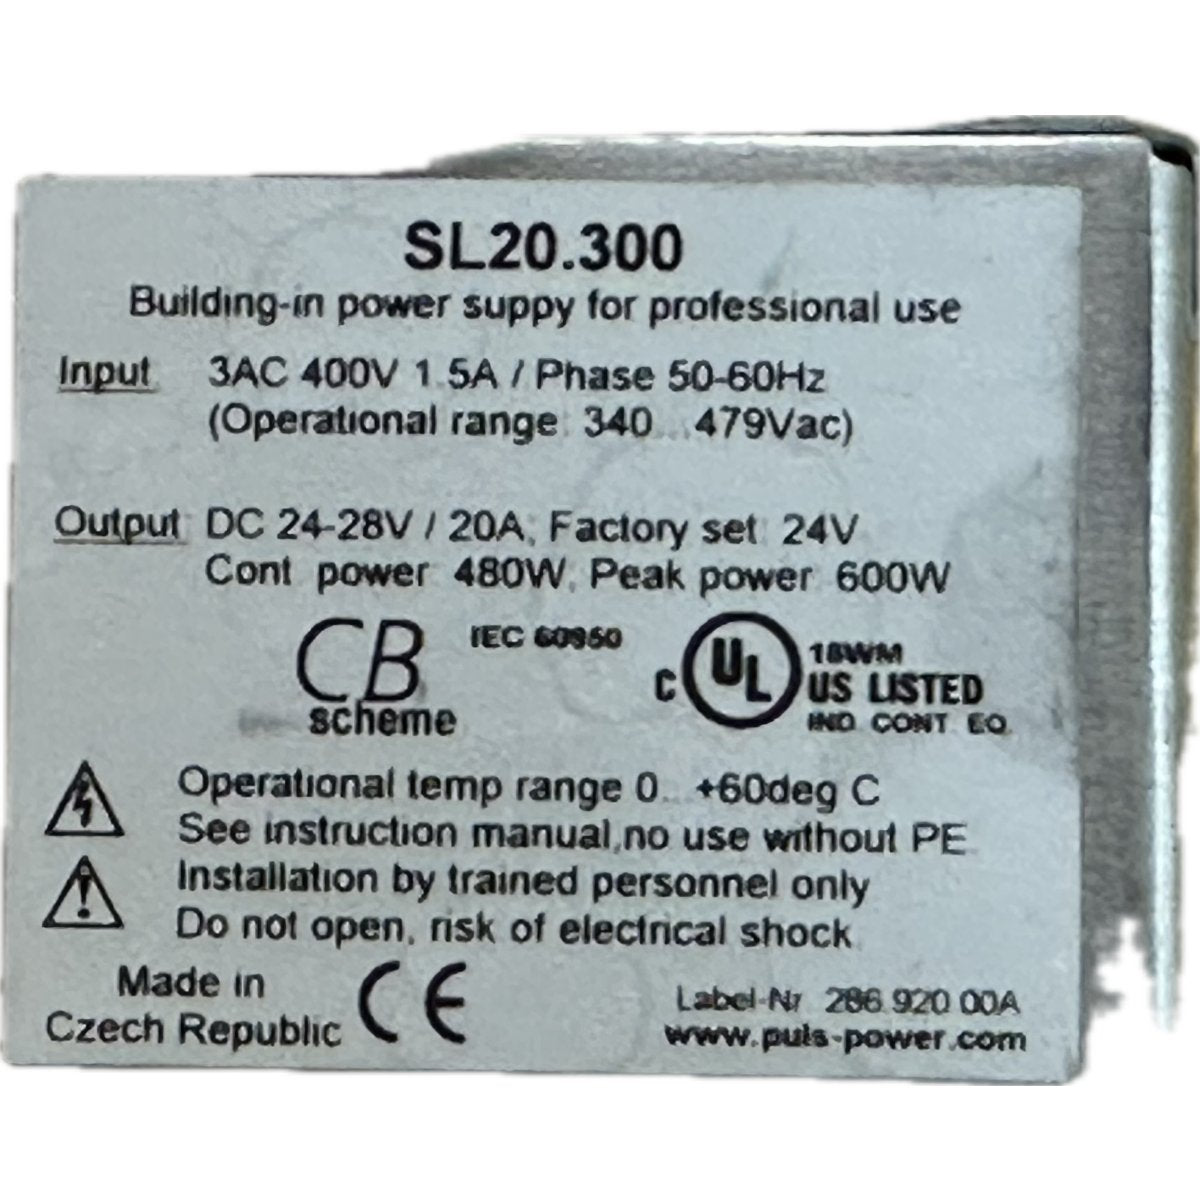 SL20.300
Building-in power suppy for professional use
Input 3AC 400V 1.5A / Phase 50-60Hz
(Operational range: 340...479Vac)
Output DC 24-28V / 20A, Factory set: 24V
Cont. power 480W, Peak power 600W
CB IEC 60950
scheme
C UL 18WM
US LISTED
IND. CONT. EQ.
Operational temp range 0...+60deg C
See instruction manual,no use without PE
Installation by trained personnel only
Do not open, risk of electrical shock
Made in
Czech Republic
CE
Label-Nr. 286.920.00A
www.puls-power.com